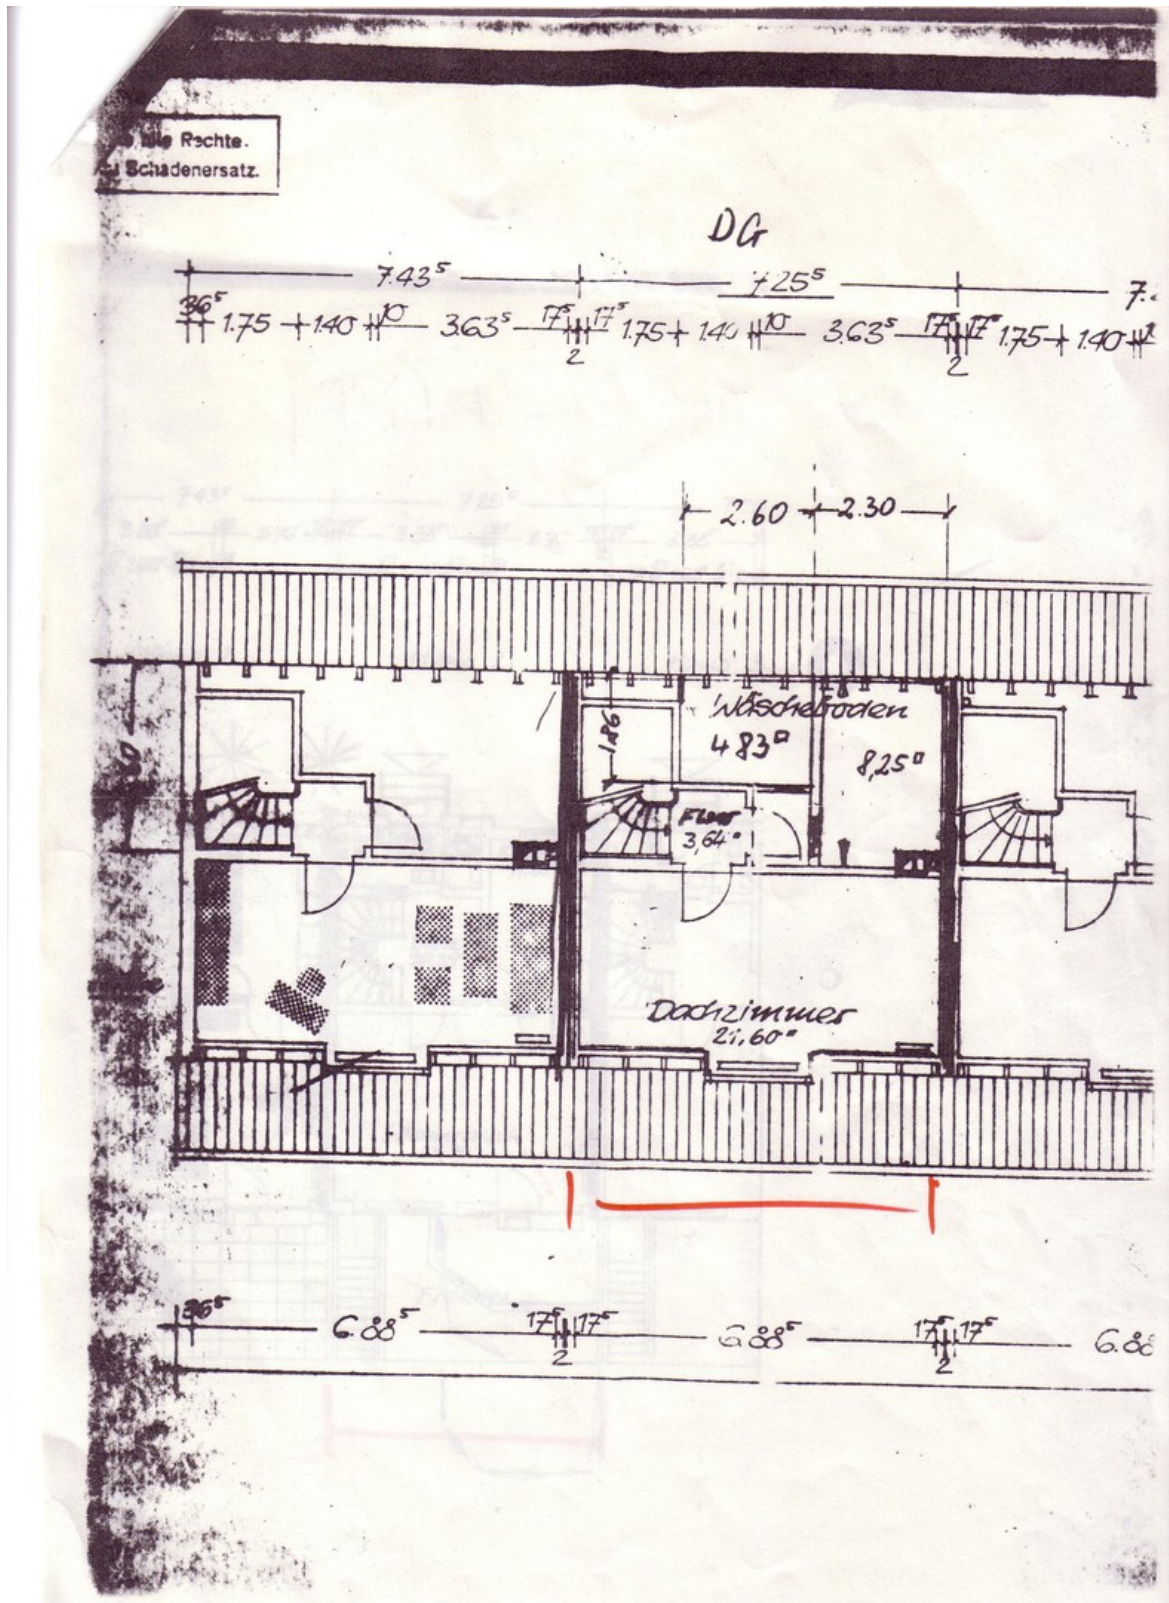 alle Rechte.
Schadenersatz.
DG
7.43⁵ 7.25⁵
36⁵ 1.75 1.40 10 3.63⁵ 17⁵ 17⁵ 1.75 1.40 10 3.63⁵ 17⁵ 17⁵ 1.75 1.40
2 2
2.60 2.30
Wäscheboden
1.86 4.83
8,25
Flur
3,64
Dachzimmer
21,60
36⁵ 6.88⁵ 17⁵ 17⁵ 6.88⁵ 17⁵ 17⁵ 6.88
2 2